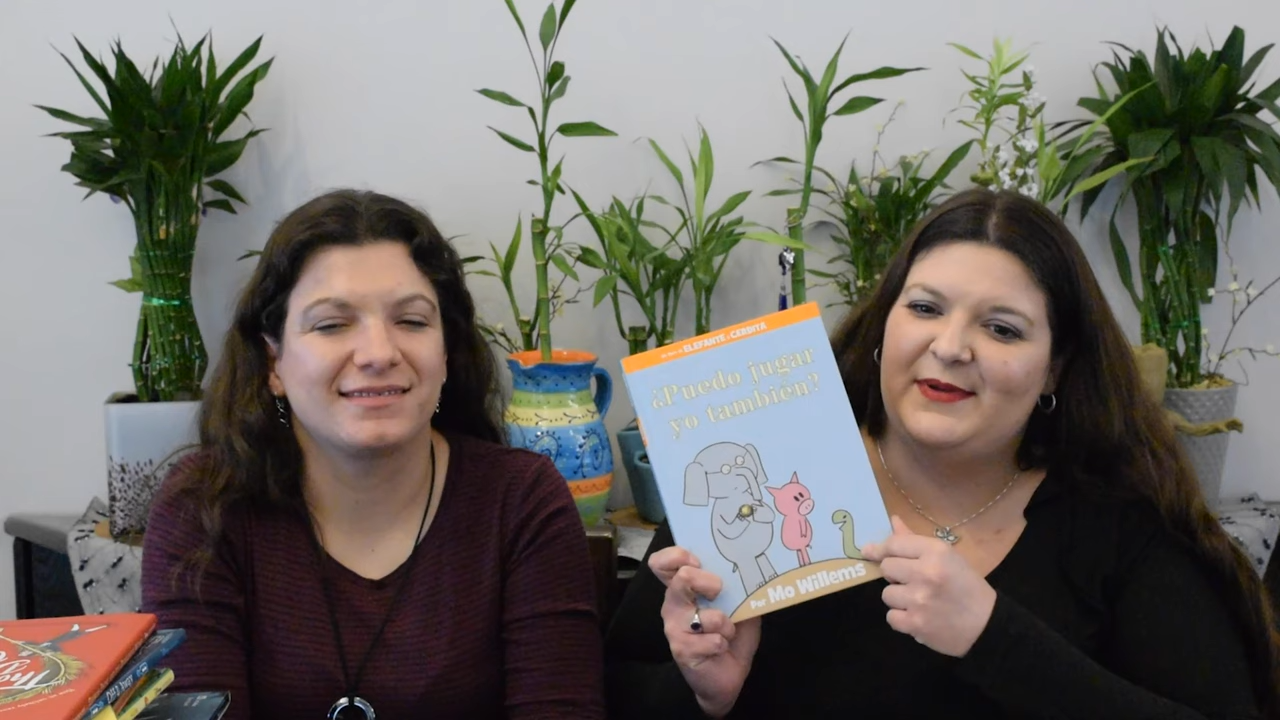 ELEFANTE y CERDITA
¿Puedo jugar
yo también?
Por Mo Willems